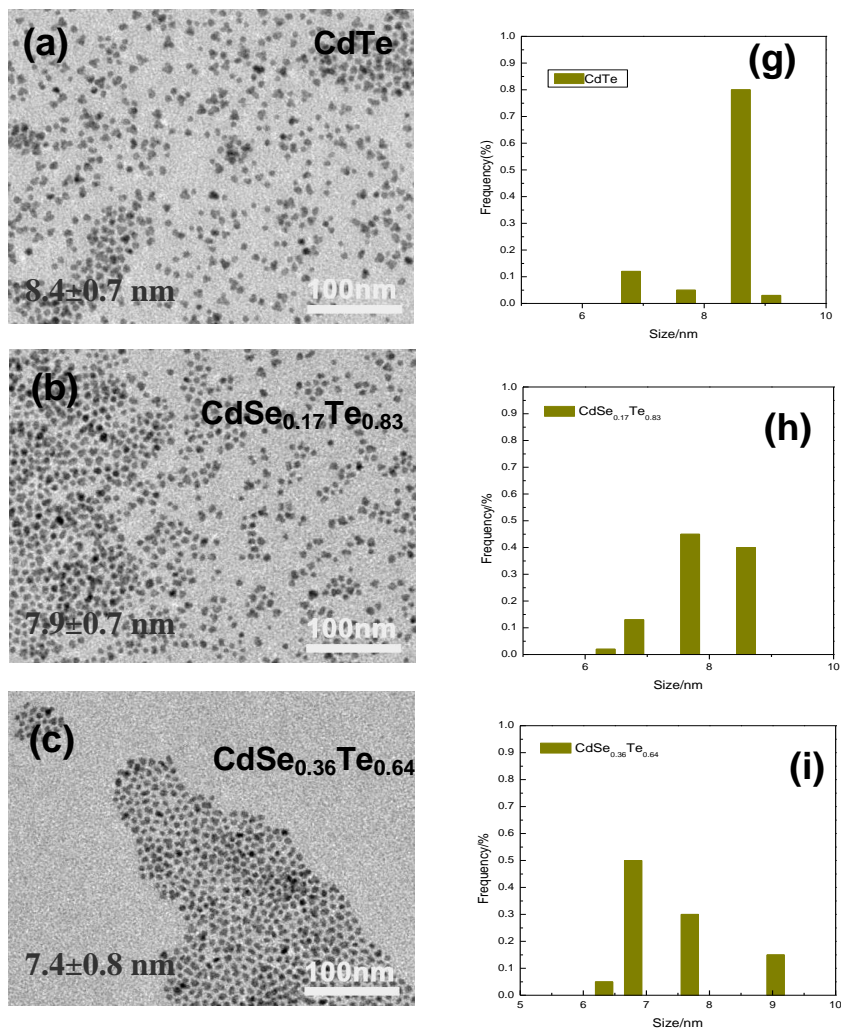 (a)
CdTe
8.4±0.7 nm
100nm
(g)
CdTe
1.0
0.9
0.8
0.7
0.6
0.5
0.4
0.3
0.2
0.1
0.0
Frequency(%)
6 8 10
Size/nm
(b)
CdSe0.17Te0.83
7.9±0.7 nm
100nm
(h)
CdSe0.17Te0.83
1.0
0.9
0.8
0.7
0.6
0.5
0.4
0.3
0.2
0.1
0.0
Frequency/%
6 8 10
Size/nm
(c)
CdSe0.36Te0.64
7.4±0.8 nm
100nm
(i)
CdSe0.36Te0.64
1.0
0.9
0.8
0.7
0.6
0.5
0.4
0.3
0.2
0.1
0.0
Frequency/%
5 6 7 8 9 10
Size/nm